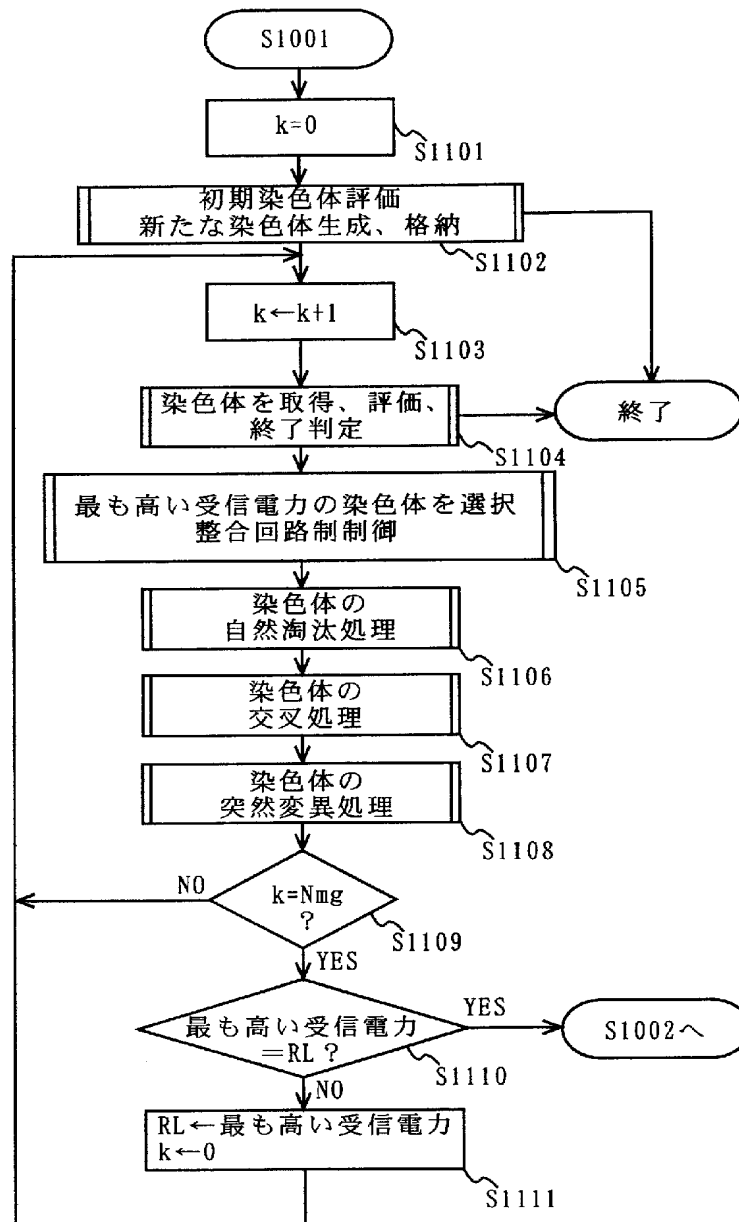 S1001
k=0
S1101
初期染色体評価
新たな染色体生成、格納
S1102
k←k+1
S1103
染色体を取得、評価、
終了判定
S1104
終了
最も高い受信電力の染色体を選択
整合回路制制御
S1105
染色体の
自然淘汰処理
S1106
染色体の
交叉処理
S1107
染色体の
突然変異処理
S1108
NO
k=Nmg
?
S1109
YES
最も高い受信電力
=RL?
YES
S1002へ
S1110
NO
RL←最も高い受信電力
k←0
S1111